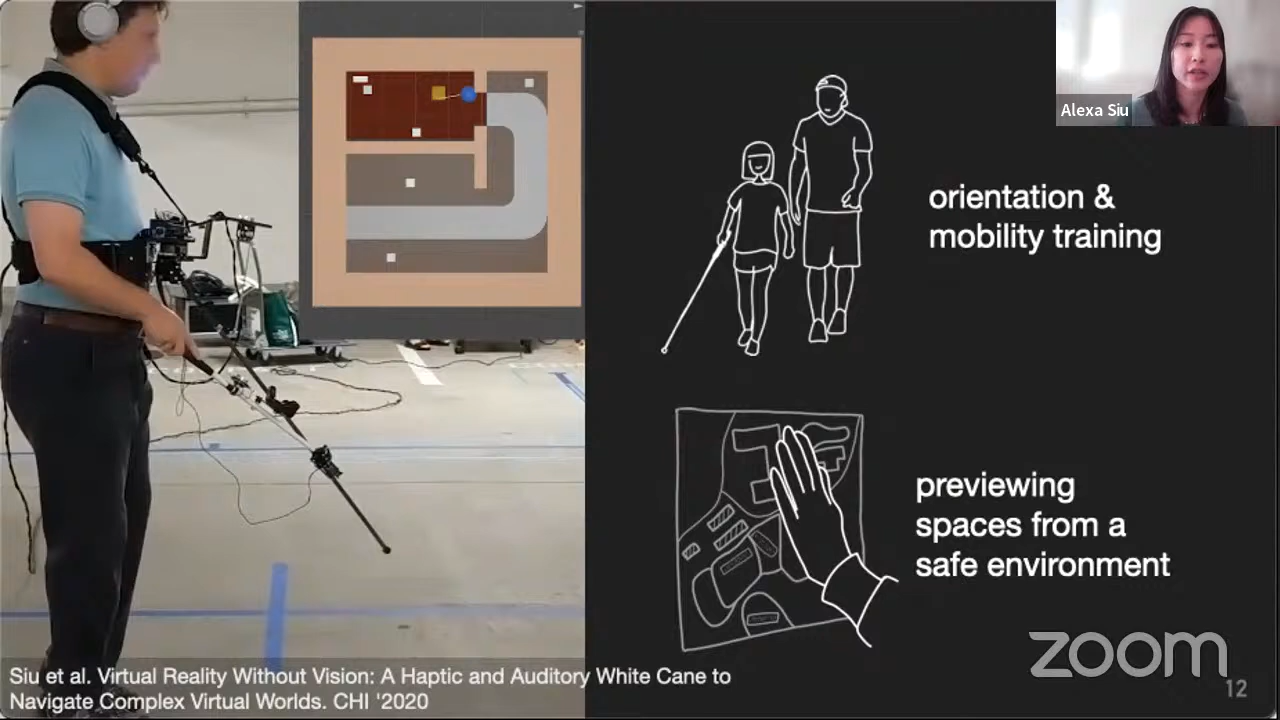 Alexa Siu
orientation &
mobility training
previewing
spaces from a
safe environment
Siu et al. Virtual Reality Without Vision: A Haptic and Auditory White Cane to
Navigate Complex Virtual Worlds. CHI '2020
zoom
12